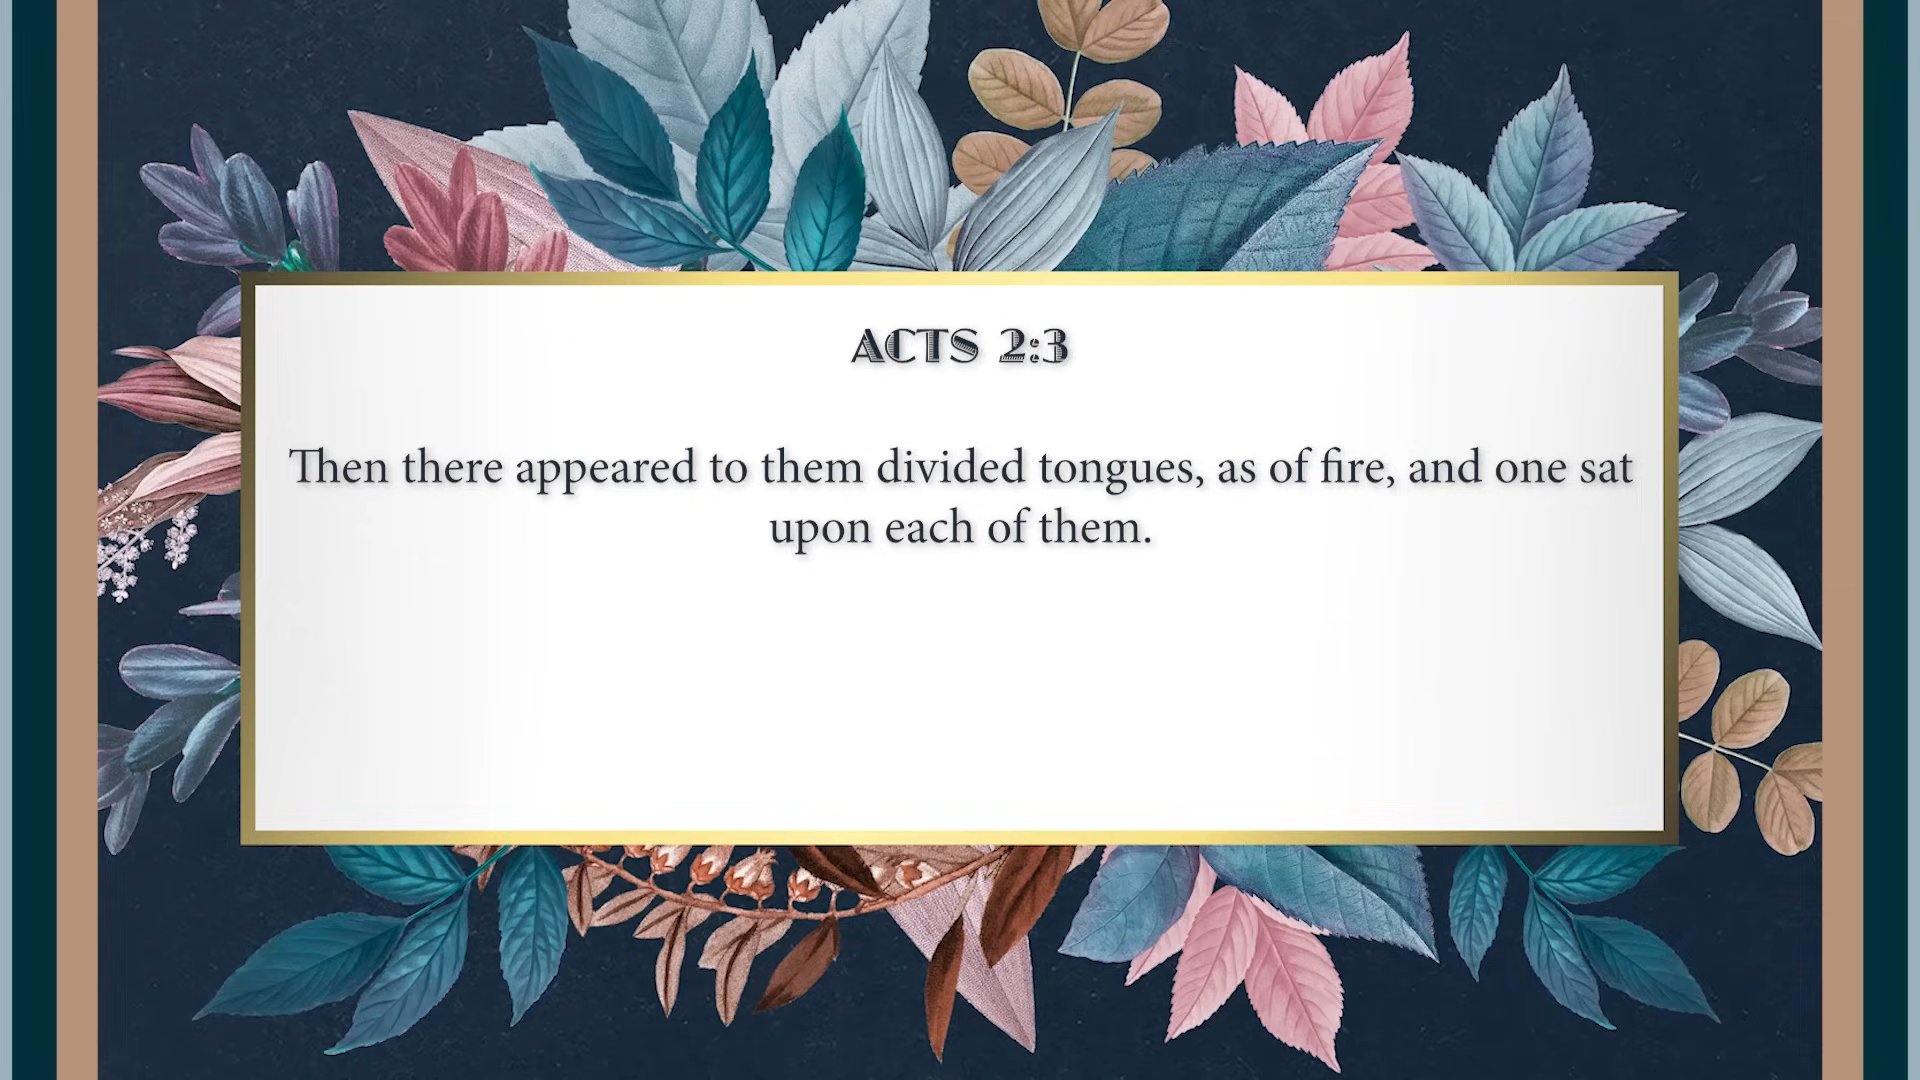 ACTS 2:3
Then there appeared to them divided tongues, as of fire, and one sat
upon each of them.